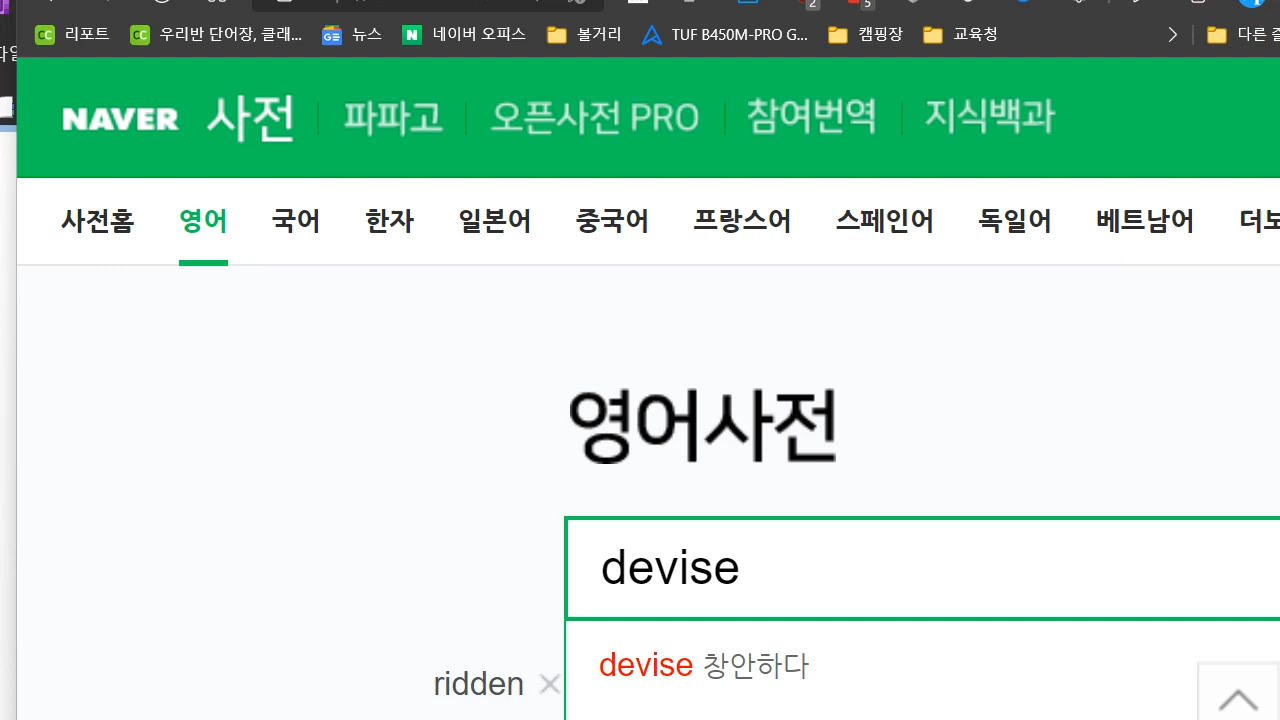 리포트 우리반 단어장, 클래... 뉴스 네이버 오피스 볼거리 TUF B450M-PRO G... 캠핑장 교육청 다른
NAVER 사전 파파고 오픈사전 PRO 참여번역 지식백과
사전홈 영어 국어 한자 일본어 중국어 프랑스어 스페인어 독일어 베트남어
영어사전
devise
devise 창안하다
ridden